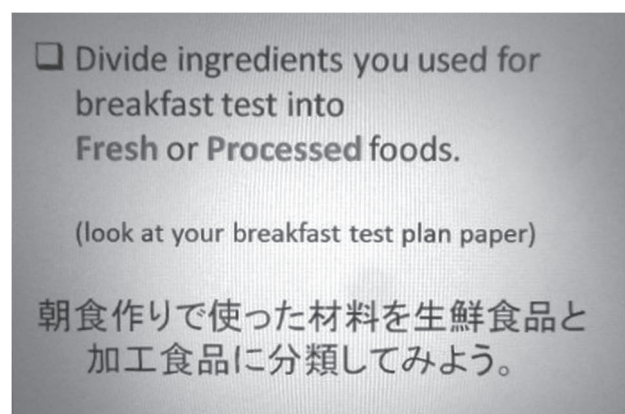 ❑ Divide ingredients you used for
breakfast test into
Fresh or Processed foods.
(look at your breakfast test plan paper)
朝食作りで使った材料を生鮮食品と
加工食品に分類してみよう。